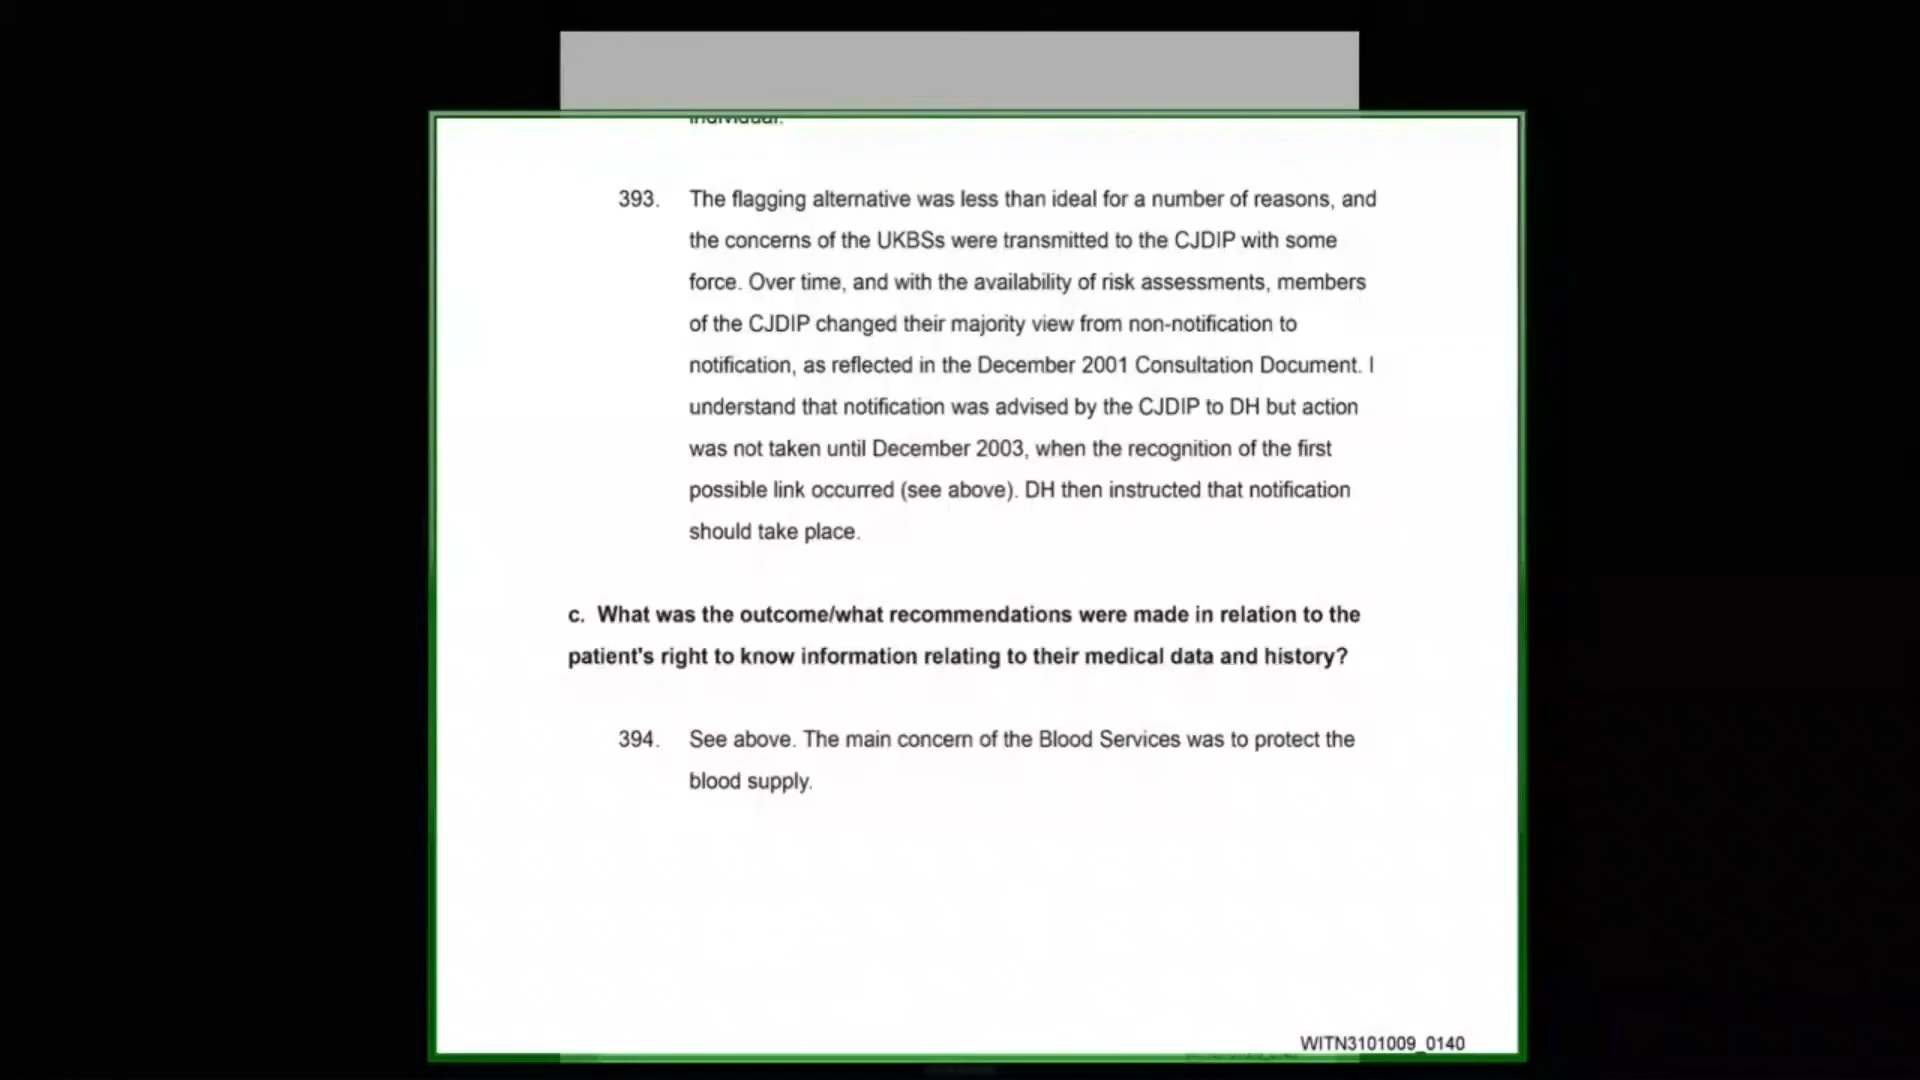 individual.
393. The flagging alternative was less than ideal for a number of reasons, and
the concerns of the UKBSs were transmitted to the CJDIP with some
force. Over time, and with the availability of risk assessments, members
of the CJDIP changed their majority view from non-notification to
notification, as reflected in the December 2001 Consultation Document. I
understand that notification was advised by the CJDIP to DH but action
was not taken until December 2003, when the recognition of the first
possible link occurred (see above). DH then instructed that notification
should take place.
c. What was the outcome/what recommendations were made in relation to the
patient's right to know information relating to their medical data and history?
394. See above. The main concern of the Blood Services was to protect the
blood supply.
WITN3101009_0140